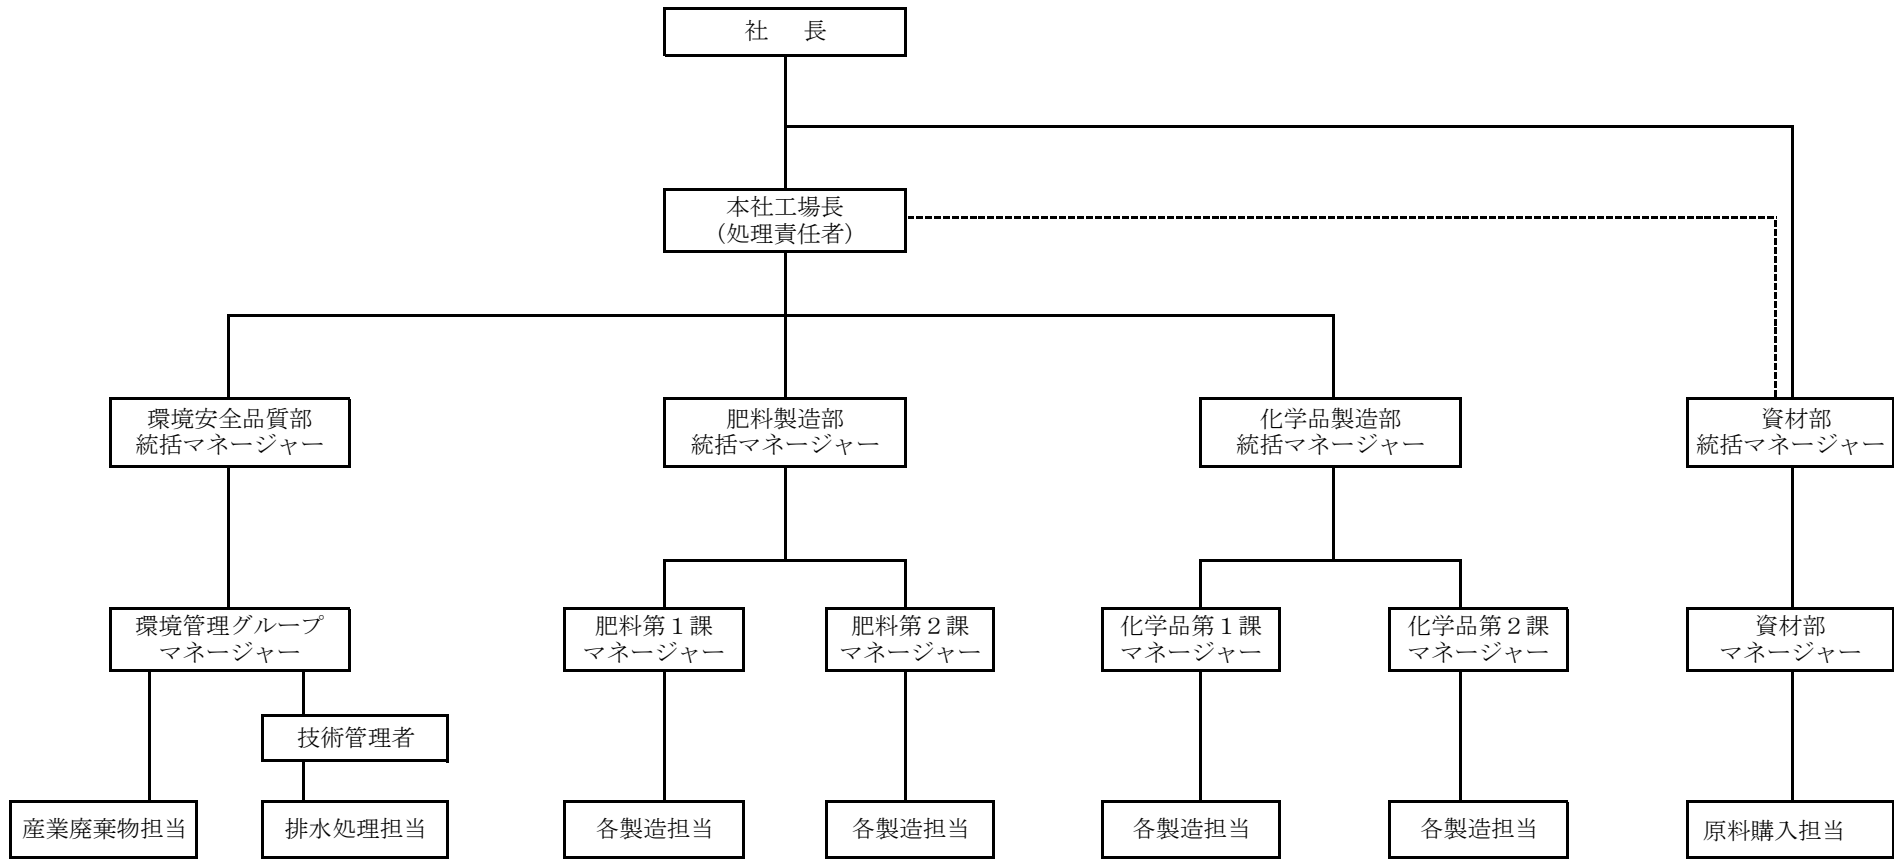 社　長
本社工場長
（処理責任者）
環境安全品質部
統括マネージャー
肥料製造部
統括マネージャー
化学品製造部
統括マネージャー
資材部
統括マネージャー
環境管理グループ
マネージャー
肥料第１課
マネージャー
肥料第２課
マネージャー
化学品第１課
マネージャー
化学品第２課
マネージャー
資材部
マネージャー
技術管理者
産業廃棄物担当
排水処理担当
各製造担当
各製造担当
各製造担当
各製造担当
原料購入担当